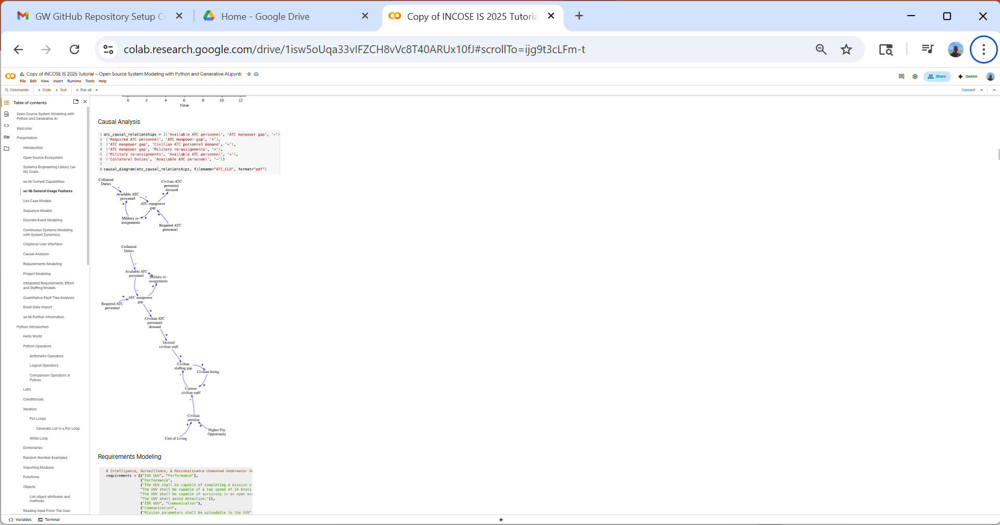 GW GitHub Repository Setup C
Home - Google Drive
Copy of INCOSE IS 2025 Tutoria
colab.research.google.com/drive/1isw5oUqa33vIFZCH8vVc8T40ARUx10fJ#scrollTo=ijg9t3cLFm-t
Copy of INCOSE IS 2025 Tutorial – Open Source System Modeling with Python and Generative AI.ipynb
File Edit View Insert Runtime Tools Help
Share
Gemini
Commands + Code + Text Run all
Connect
Table of contents
Open Source System Modeling with
Python and Generative AI
Welcome
Presentation
Introduction
Open Source Ecosystem
Systems Engineering Library (se-
lib) Goals
se-lib Current Capabilities
se-lib General Usage Features
Use Case Models
Sequence Models
Discrete Event Modeling
Continuous Systems Modeling
with System Dynamics
Graphical User Interface
Causal Analysis
Requirements Modeling
Project Modeling
Integrated Requirements, Effort
and Staffing Models
Quantitative Fault Tree Analysis
Excel Data Import
se-lib Further Information
Python Introduction
Hello World
Python Operators
Arithmetic Operators
Logical Operators
Comparison Operators in
Python
Lists
Conditionals
Iteration
For Loops
Generate List in a For Loop
While Loop
Dictionaries
Random Number Examples
Importing Modules
Functions
Objects
List object attributes and
methods
Reading Input From The User
0 2 4 6 8 10 12
Time
Causal Analysis
1 atc_causal_relationships = [('Available ATC personnel', 'ATC manpower gap', '-')
2 ('Required ATC personnel', 'ATC manpower gap', '+'),
3 ('ATC manpower gap', 'Civilian ATC personnel demand', '+'),
4 ('ATC manpower gap', 'Military re-assignments', '+'),
5 ('Military re-assignments', 'Available ATC personnel', '+'),
6 ('Collateral Duties', 'Available ATC personnel', '-')]
7
8 causal_diagram(atc_causal_relationships, filename="ATC_CLD", format="pdf")
Collateral
Duties
-
Civilian ATC
personnel
demand
+
Available ATC
personnel
-
+
ATC manpower
gap
+
Military re-
assignments
+
Required ATC
personnel
Collateral
Duties
-
Available ATC
personnel
+
Military re-
assignments
+
-
ATC manpower
gap
+
Required ATC
personnel
+
Civilian ATC
personnel
demand
+
Desired
civilian staff
+
Civilian
staffing gap
+
Civilian hiring
-
+
Current
civilian staff
-
Civilian
attrition
+
+
Higher Pay
Opportunity
Cost of Living
Requirements Modeling
# Intelligence, Surveillance, & Reconnaissance Unmanned Underwater Ve
requirements = [("ISR UUV", "Performance"),
("Performance",
("The UUV shall be capable of completing a mission o
"The UUV shall be capable of a top speed of 14 knots
"The UUV shall be capable of surviving in an open oc
"The UUV shall avoid detection.")),
("ISR UUV", "Communication"),
("Communication",
("Mission parameters shall be uploadable to the UUV"
Variables Terminal